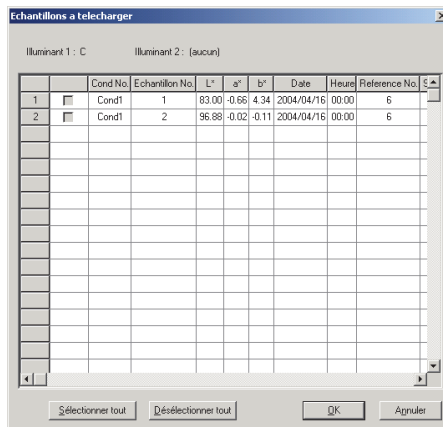 Echantillons a telecharger
Illuminant 1 : C Illuminant 2 : (aucun)
Cond No. Echantillon No. L* a* b* Date Heure Reference No.
1 Cond1 1 83.00 -0.66 4.34 2004/04/16 00:00 6
2 Cond1 2 96.88 -0.02 -0.11 2004/04/16 00:00 6
Sélectionner tout Désélectionner tout OK Annuler